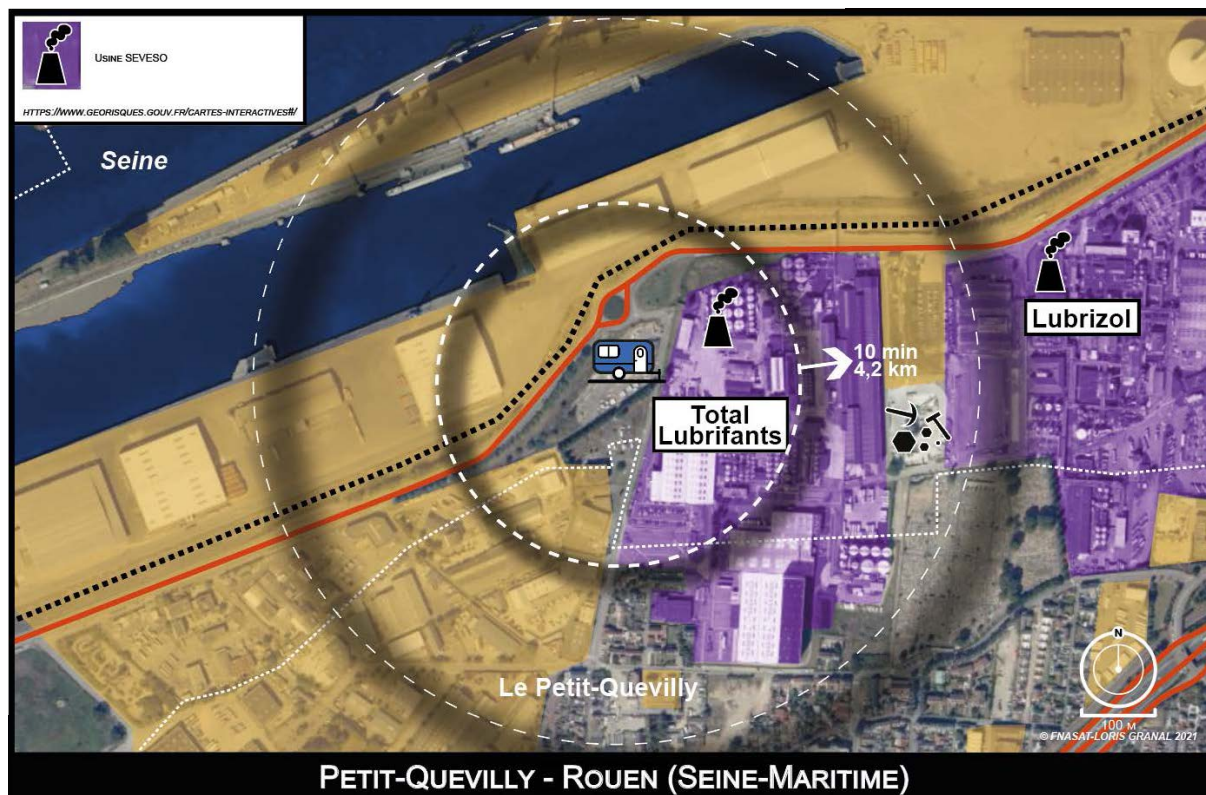 USINE SEVESO
HTTPS://WWW.GEORISQUES.GOUV.FR/CARTES-INTERACTIVES#/
Seine
Lubrizol
10 min
4,2 km
Total
Lubrifants
Le Petit-Quevilly
N
100 M
© FNASAT-LORIS GRANAL 2021
PETIT-QUEVILLY - ROUEN (SEINE-MARITIME)